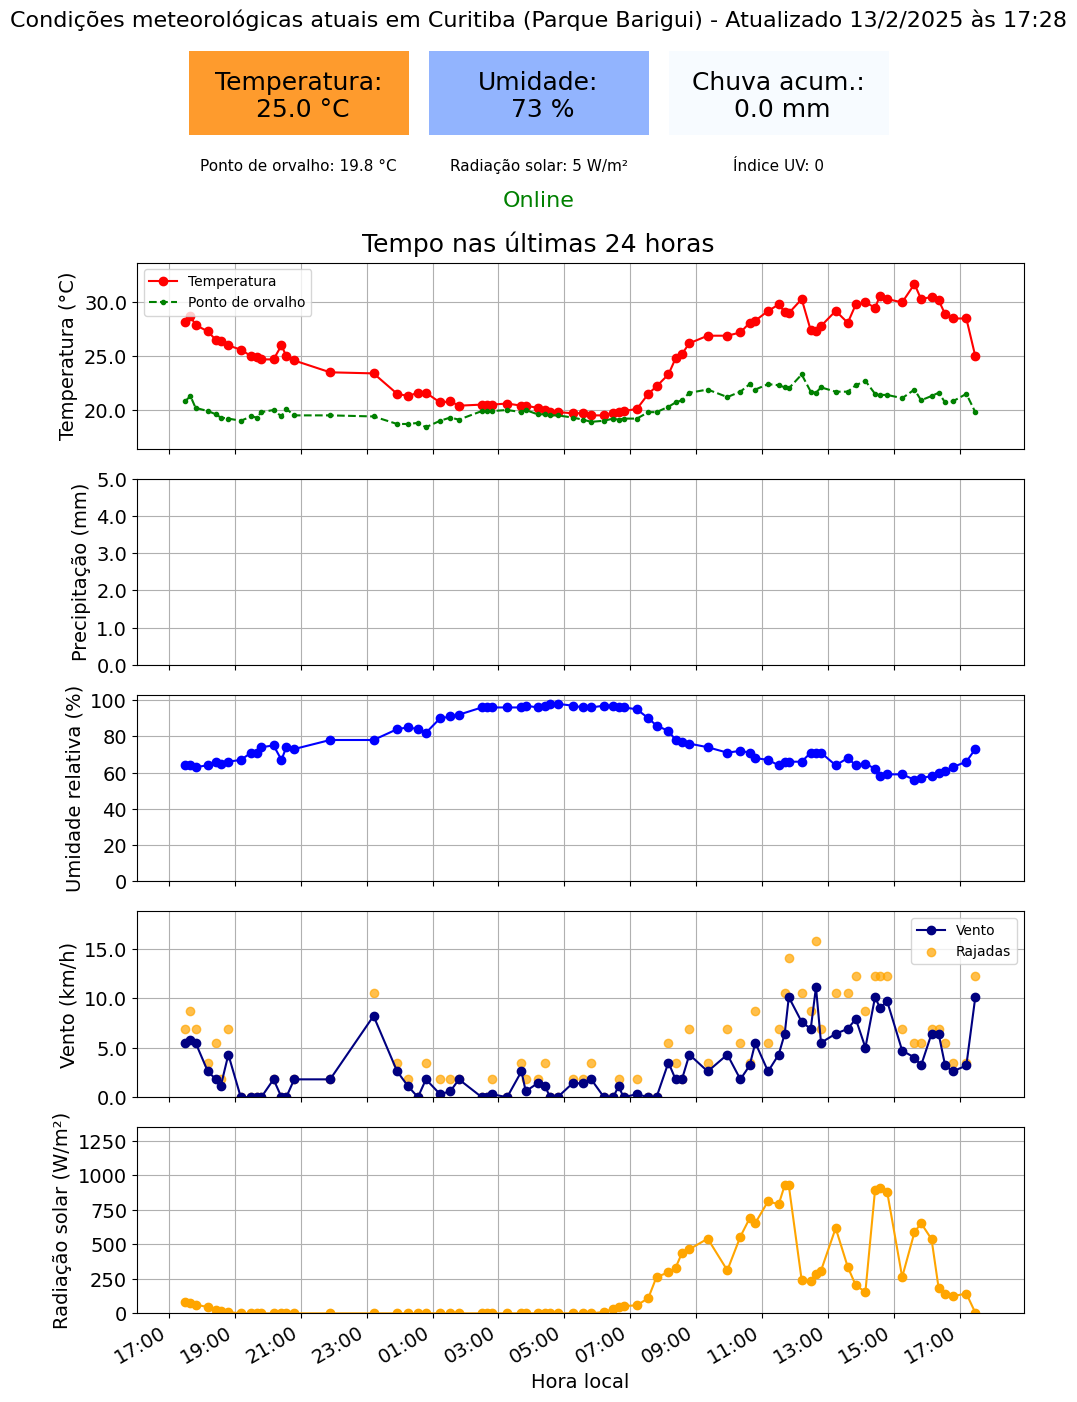 Condições meteorológicas atuais em Curitiba (Parque Barigui) - Atualizado 13/2/2025 às 17:28
Temperatura:
25.0 °C
Umidade:
73 %
Chuva acum.:
0.0 mm
Ponto de orvalho: 19.8 °C
Radiação solar: 5 W/m²
Índice UV: 0
Online
Tempo nas últimas 24 horas
Temperatura (°C)
30.0
25.0
20.0
Temperatura
Ponto de orvalho
Precipitação (mm)
5.0
4.0
3.0
2.0
1.0
0.0
Umidade relativa (%)
100
80
60
40
20
0
Vento (km/h)
15.0
10.0
5.0
0.0
Vento
Rajadas
Radiação solar (W/m²)
1250
1000
750
500
250
0
17:00
19:00
21:00
23:00
01:00
03:00
05:00
07:00
09:00
11:00
13:00
15:00
17:00
Hora local